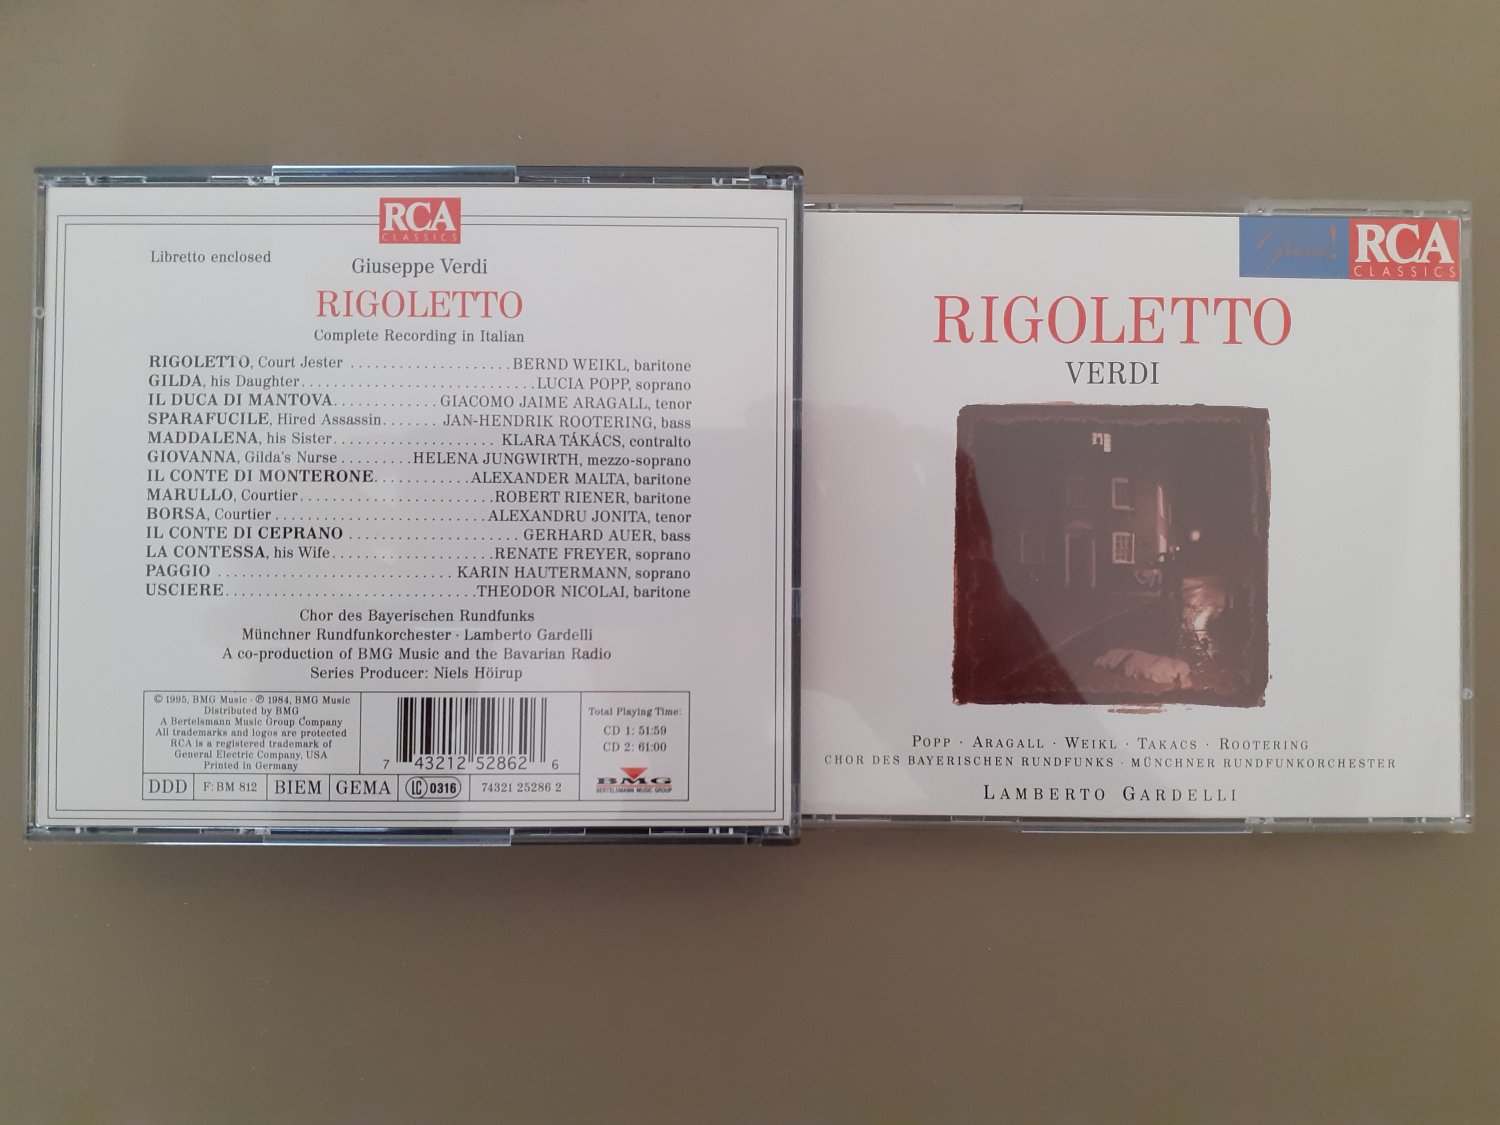 RCA
CLASSICS
Libretto enclosed
Giuseppe Verdi
RIGOLETTO
Complete Recording in Italian
RIGOLETTO, Court Jester ....................BERND WEIKL, baritone
GILDA, his Daughter.............................LUCIA POPP, soprano
IL DUCA DI MANTOVA.............GIACOMO JAIME ARAGALL, tenor
SPARAFUCILE, Hired Assassin....... JAN-HENDRIK ROOTERING, bass
MADDALENA, his Sister.................... KLARA TÁKÁCS, contralto
GIOVANNA, Gilda's Nurse .........HELENA JUNGWIRTH, mezzo-soprano
IL CONTE DI MONTERONE............ALEXANDER MALTA, baritone
MARULLO, Courtier........................ROBERT RIENER, baritone
BORSA, Courtier ..........................ALEXANDRU JONITA, tenor
IL CONTE DI CEPRANO ..................... GERHARD AUER, bass
LA CONTESSA, his Wife....................RENATE FREYER, soprano
PAGGIO ............................. KARIN HAUTERMANN, soprano
USCIERE...............................THEODOR NICOLAI, baritone
Chor des Bayerischen Rundfunks
Münchner Rundfunkorchester · Lamberto Gardelli
A co-production of BMG Music and the Bavarian Radio
Series Producer: Niels Höirup
© 1995, BMG Music · ℗ 1984, BMG Music
Distributed by BMG
A Bertelsmann Music Group Company
All trademarks and logos are protected
RCA is a registered trademark of
General Electric Company, USA
Printed in Germany
7 43212 52862 6
Total Playing Time:
CD 1: 51:59
CD 2: 61:00
BMG
BERTELSMANN MUSIC GROUP
DDD F: BM 812 BIEM GEMA LC 0316 74321 25286 2
Opera!
RCA
CLASSICS
RIGOLETTO
VERDI
POPP · ARAGALL · WEIKL · TAKACS · ROOTERING
CHOR DES BAYERISCHEN RUNDFUNKS · MÜNCHNER RUNDFUNKORCHESTER
LAMBERTO GARDELLI